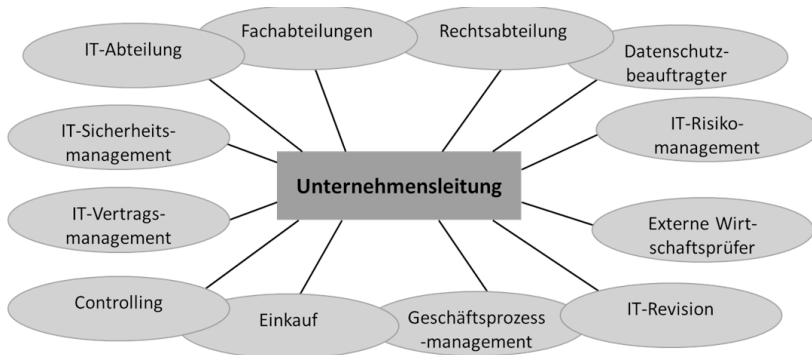 Fachabteilungen
Rechtsabteilung
IT-Abteilung
Datenschutz-
beauftragter
IT-Sicherheits-
management
IT-Risiko-
management
Unternehmensleitung
IT-Vertrags-
management
Externe Wirt-
schaftsprüfer
Controlling
Einkauf
Geschäftsprozess
-management
IT-Revision